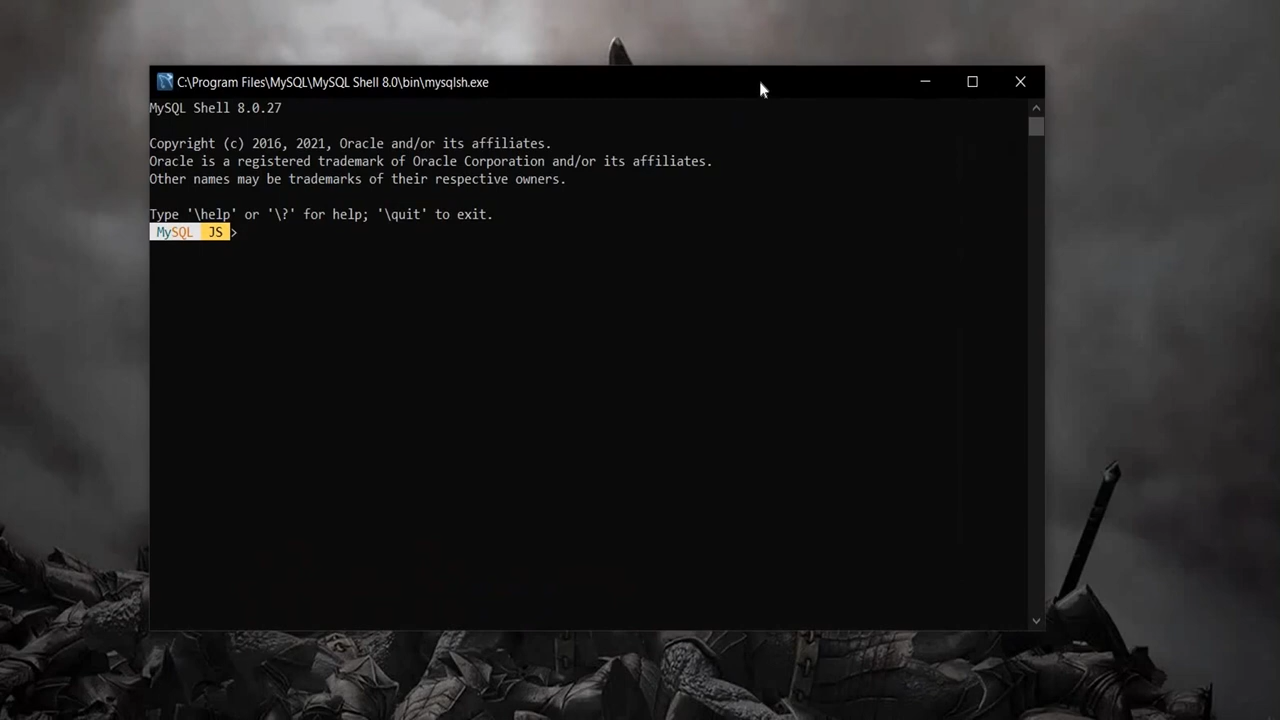 C:\Program Files\MySQL\MySQL Shell 8.0\bin\mysqlsh.exe
MySQL Shell 8.0.27
Copyright (c) 2016, 2021, Oracle and/or its affiliates.
Oracle is a registered trademark of Oracle Corporation and/or its affiliates.
Other names may be trademarks of their respective owners.
Type '\help' or '\?' for help; '\quit' to exit.
MySQL JS >